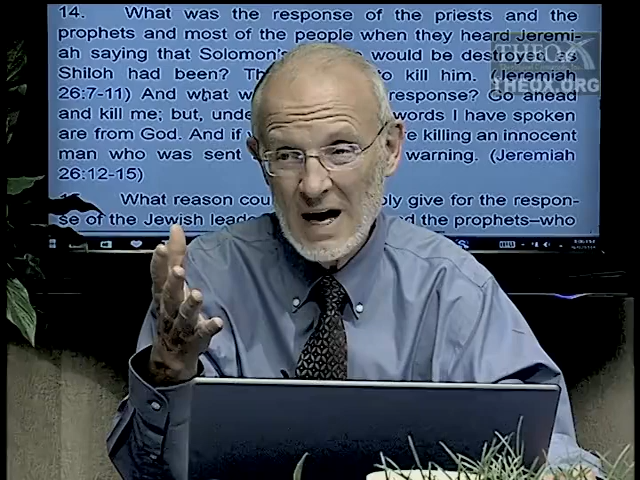 14. What was the response of the priests and the
prophets and most of the people when they heard Jeremi-
ah saying that Solomon's would be destroyed as
Shiloh had been? to kill him. (Jeremiah
26:7-11) And what response? Go ahead
and kill me; but, words I have spoken
are from God. And if killing an innocent
man who was sent warning. (Jeremiah
26:12-15)
What reason give for the respon-
se of the Jewish and the prophets–who
THEOX
THEOX.ORG